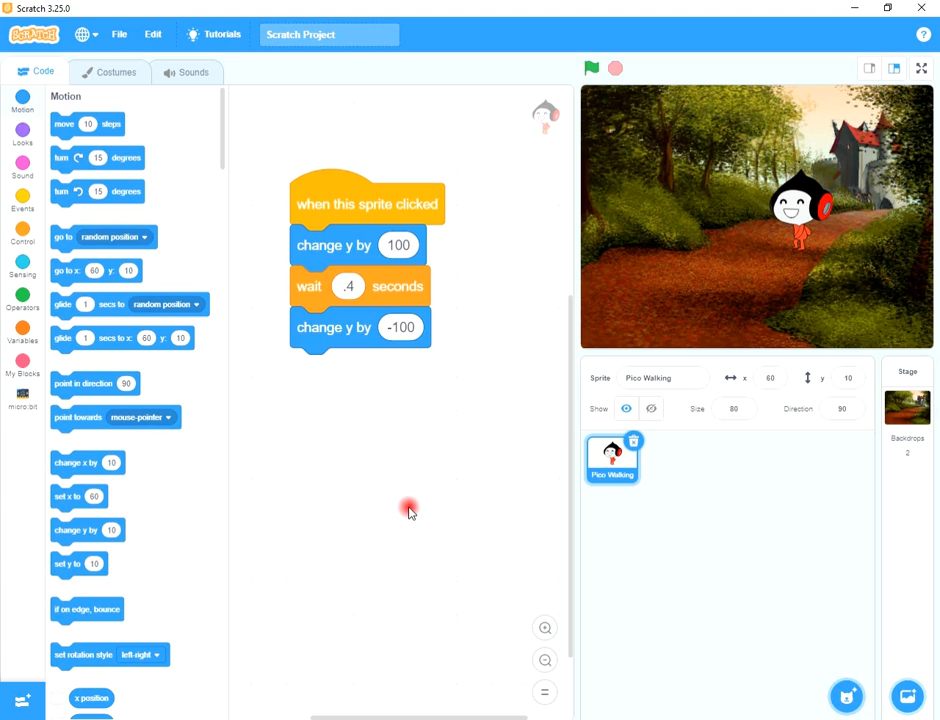 Scratch 3.25.0
SCRATCH File Edit Tutorials Scratch Project ?
Code Costumes Sounds
Motion
Looks
Sound
Events
Control
Sensing
Operators
Variables
My Blocks
micro:bit
Motion
move 10 steps
turn 15 degrees
turn 15 degrees
go to random position
go to x: 60 y: 10
glide 1 secs to random position
glide 1 secs to x: 60 y: 10
point in direction 90
point towards mouse-pointer
change x by 10
set x to 60
change y by 10
set y to 10
if on edge, bounce
set rotation style left-right
x position
when this sprite clicked
change y by 100
wait .4 seconds
change y by -100
Sprite Pico Walking x 60 y 10
Show Size 80 Direction 90
Pico Walking
Stage
Backdrops
2